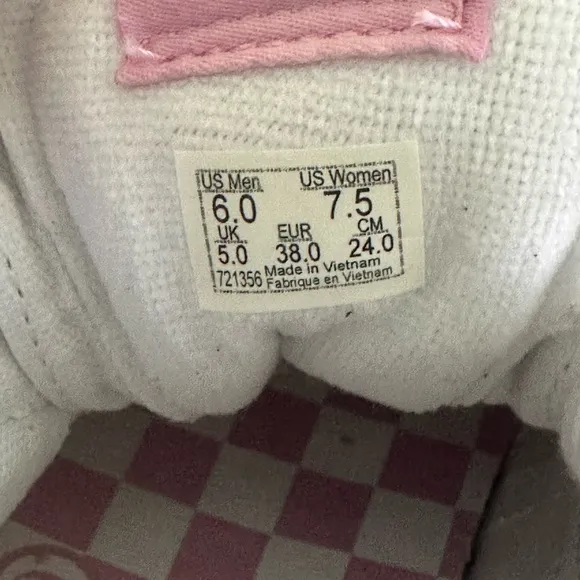 US Men US Women
6.0 7.5
UK EUR CM
5.0 38.0 24.0
721356 Made in Vietnam
Fabrique en Vietnam